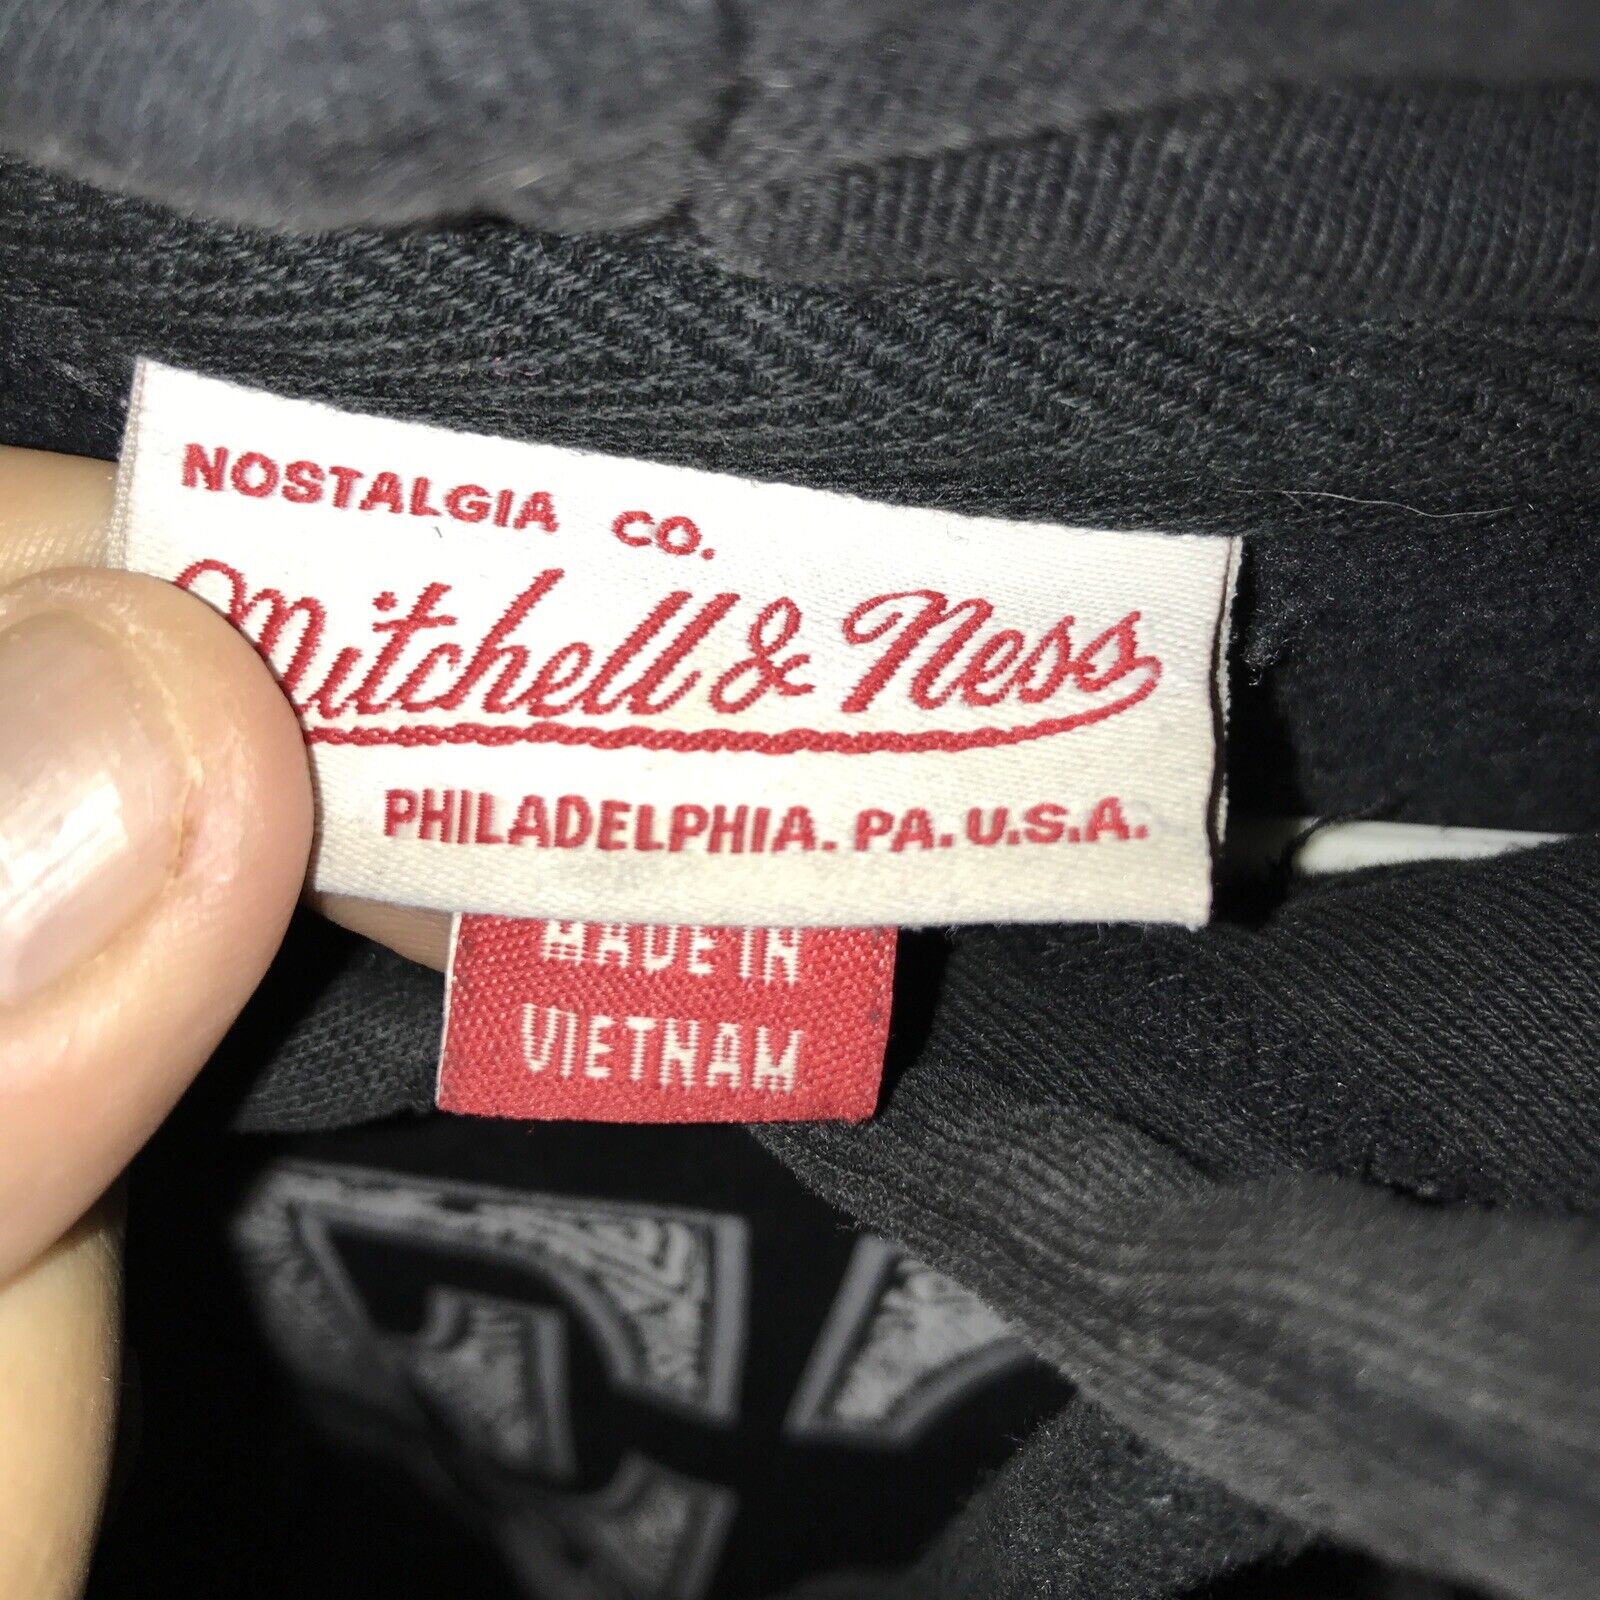 NOSTALGIA CO.
Mitchell & Ness
PHILADELPHIA. PA. U.S.A.
MADE IN
VIETNAM